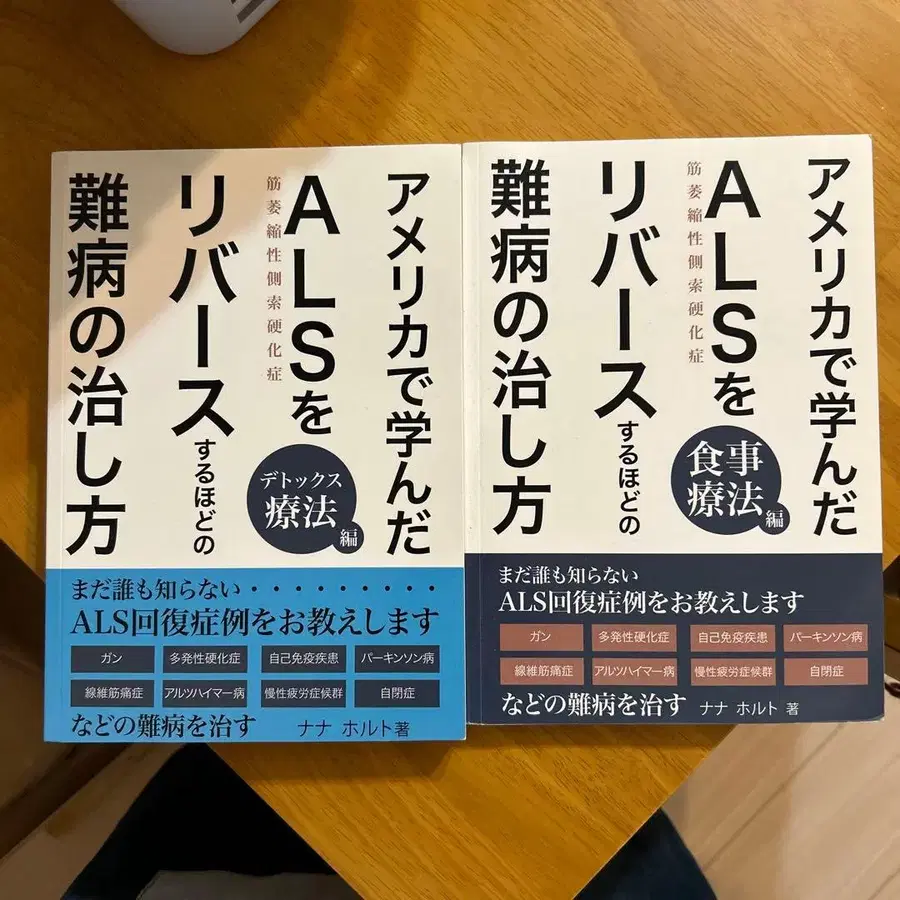 アメリカで学んだ
ALSを
筋萎縮性側索硬化症
リバースするほどの
難病の治し方
デトックス
療法
編
まだ誰も知らない・・・・・・・・・
ALS回復症例をお教えします
ガン
多発性硬化症
自己免疫疾患
パーキンソン病
線維筋痛症
アルツハイマー病
慢性疲労症候群
自閉症
などの難病を治す
ナナ ホルト著
アメリカで学んだ
ALSを
筋萎縮性側索硬化症
リバースするほどの
難病の治し方
食事
療法
編
まだ誰も知らない
ALS回復症例をお教えします
ガン
多発性硬化症
自己免疫疾患
パーキンソン病
線維筋痛症
アルツハイマー病
慢性疲労症候群
自閉症
などの難病を治す
ナナ ホルト 著